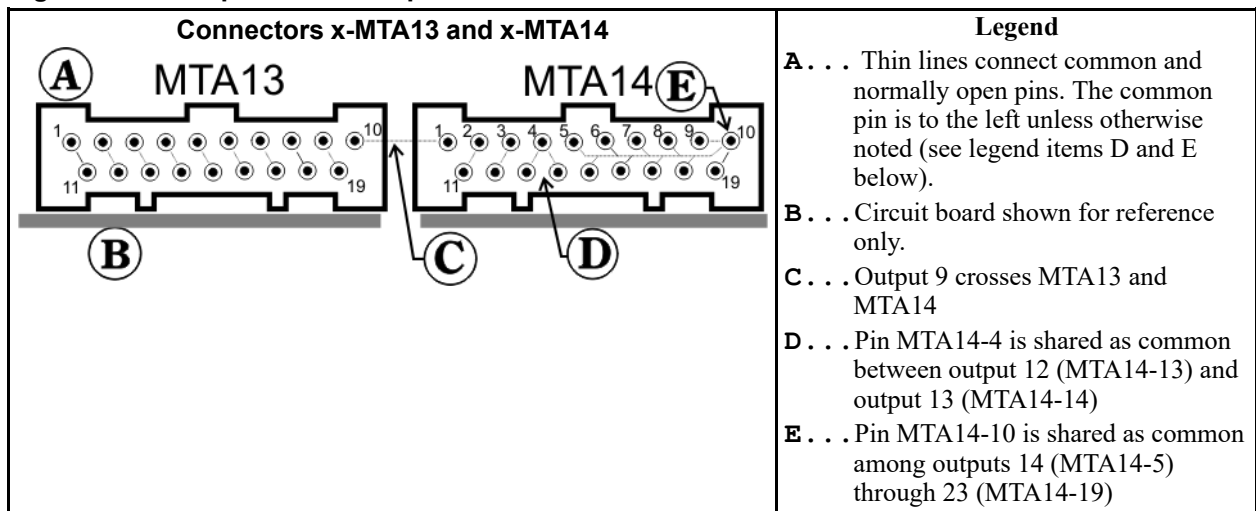 Connectors x-MTA13 and x-MTA14
A
MTA13
MTA14
E
1
10
11
19
1 2 3 4 5 6 7 8 9 10
11
19
B
C
D
Legend
A... Thin lines connect common and
normally open pins. The common
pin is to the left unless otherwise
noted (see legend items D and E
below).
B...Circuit board shown for reference
only.
C...Output 9 crosses MTA13 and
MTA14
D...Pin MTA14-4 is shared as common
between output 12 (MTA14-13) and
output 13 (MTA14-14)
E...Pin MTA14-10 is shared as common
among outputs 14 (MTA14-5)
through 23 (MTA14-19)